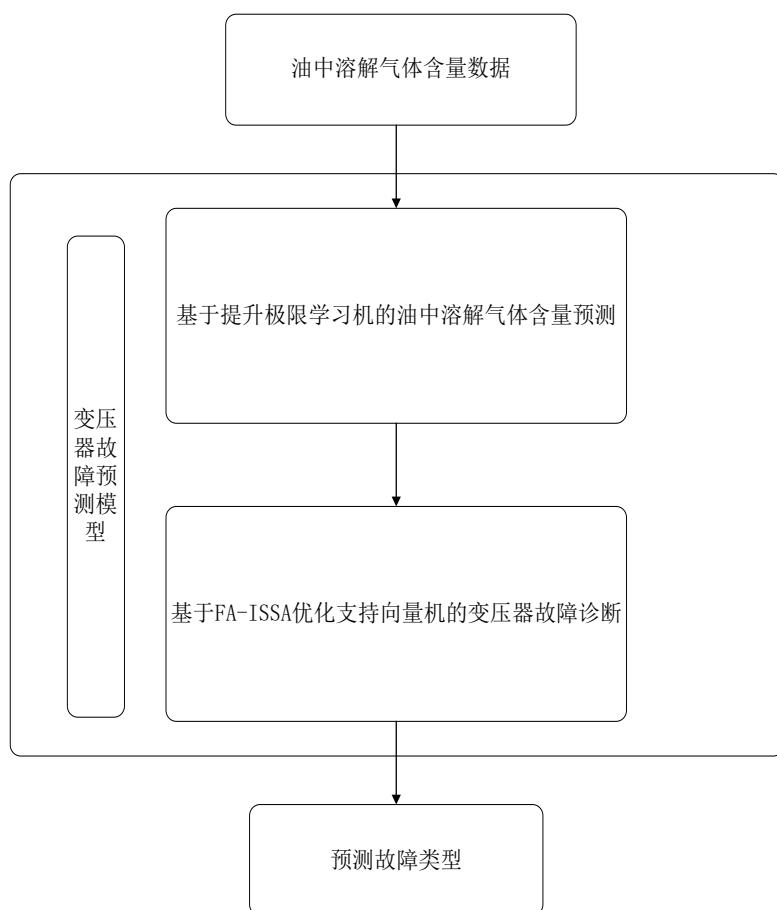 油中溶解气体含量数据
基于提升极限学习机的油中溶解气体含量预测
变压
器故
障预
测模
型
基于FA-ISSA优化支持向量机的变压器故障诊断
预测故障类型